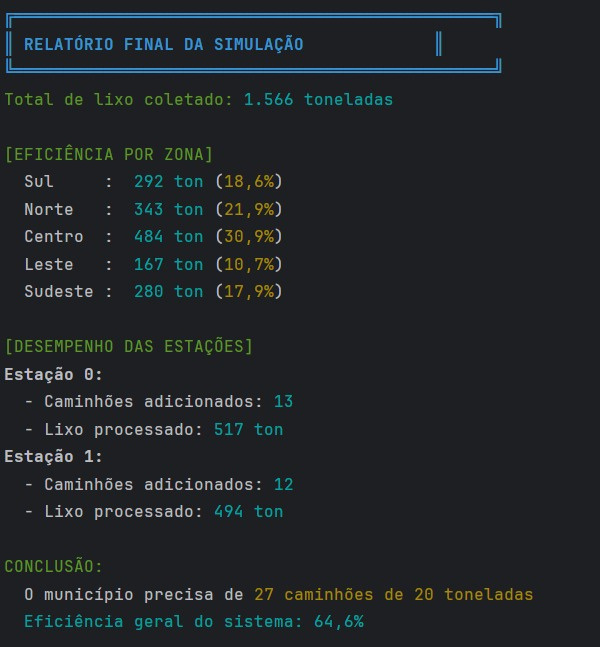 RELATÓRIO FINAL DA SIMULAÇÃO
Total de lixo coletado: 1.566 toneladas
[EFICIÊNCIA POR ZONA]
Sul     :  292 ton (18,6%)
Norte   :  343 ton (21,9%)
Centro  :  484 ton (30,9%)
Leste   :  167 ton (10,7%)
Sudeste :  280 ton (17,9%)
[DESEMPENHO DAS ESTAÇÕES]
Estação 0:
- Caminhões adicionados: 13
- Lixo processado: 517 ton
Estação 1:
- Caminhões adicionados: 12
- Lixo processado: 494 ton
CONCLUSÃO:
O município precisa de 27 caminhões de 20 toneladas
Eficiência geral do sistema: 64,6%